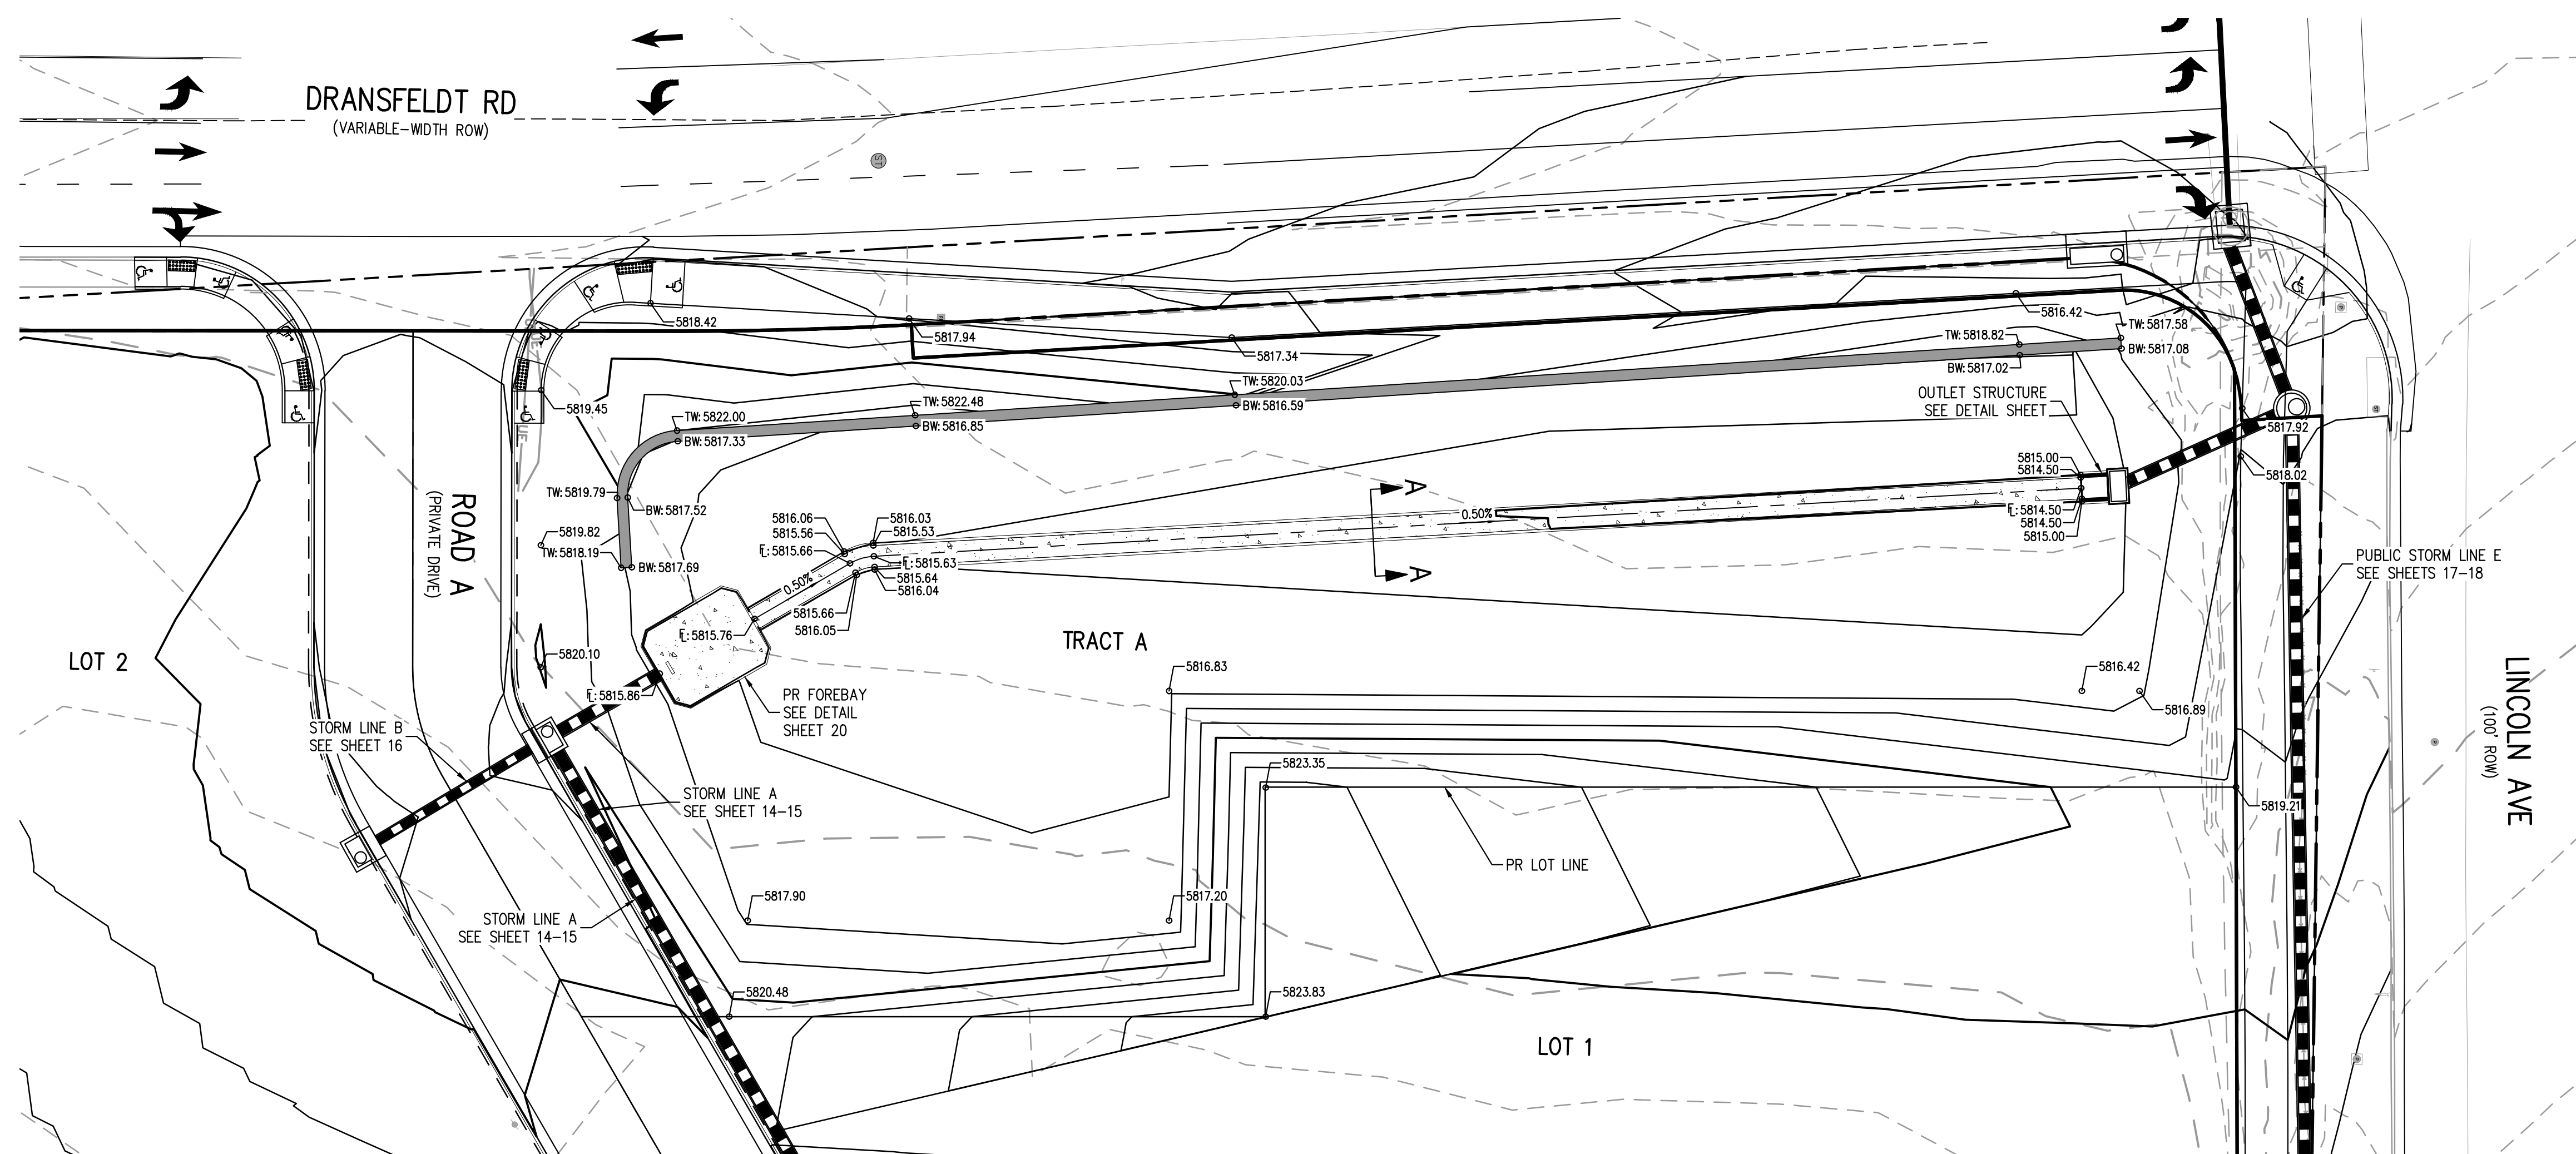 DRANSFELDT RD
(VARIABLE-WIDTH ROW)
ST
5818.42
5817.94
5817.34
5816.42
TW: 5817.58
BW: 5817.08
TW: 5818.82
BW: 5817.02
TW: 5820.03
BW: 5816.59
TW: 5822.48
BW: 5816.85
TW: 5822.00
BW: 5817.33
5819.45
OUTLET STRUCTURE
SEE DETAIL SHEET
5817.92
5818.02
TW: 5819.79
BW: 5817.52
5819.82
TW: 5818.19
BW: 5817.69
ROAD A
(PRIVATE DRIVE)
5816.06
5815.56
5815.66
5816.03
5815.53
5815.63
5815.64
5816.04
5815.66
5816.05
0.50%
0.50%
A
A
5815.00
5814.50
5814.50
5814.50
5815.00
PUBLIC STORM LINE E
SEE SHEETS 17-18
5815.76
5815.86
5820.10
LOT 2
TRACT A
PR FOREBAY
SEE DETAIL
SHEET 20
5816.83
5816.42
5816.89
LINCOLN AVE
(100' ROW)
STORM LINE B
SEE SHEET 16
STORM LINE A
SEE SHEET 14-15
5823.35
5819.21
PR LOT LINE
5817.90
5817.20
STORM LINE A
SEE SHEET 14-15
5820.48
5823.83
LOT 1